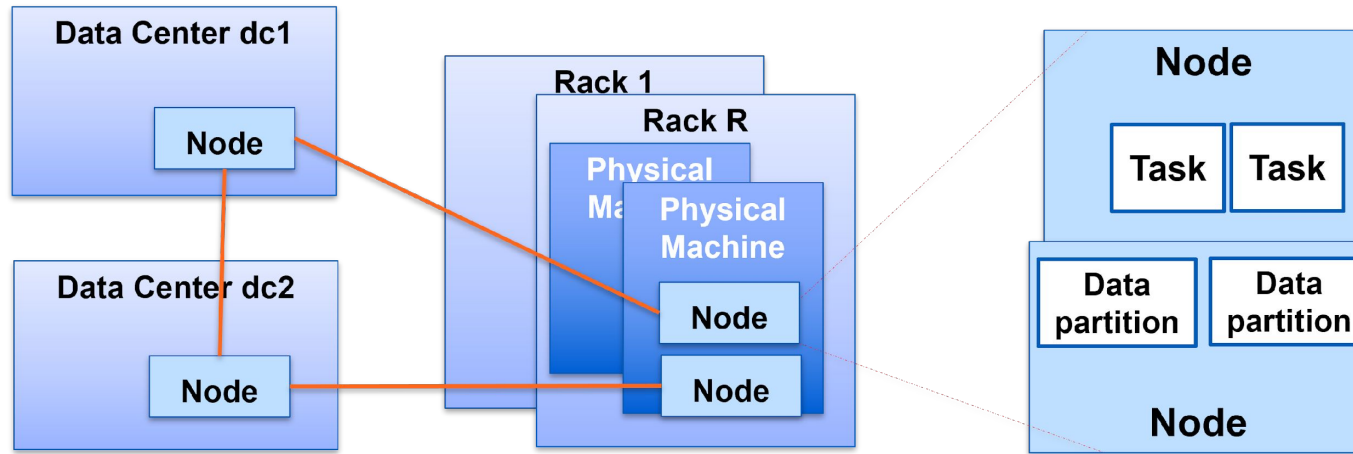 Data Center dc1
Node
Data Center dc2
Node
Rack 1
Rack R
Physical
Ma
Physical
Machine
Node
Node
Node
Task
Task
Data
partition
Data
partition
Node